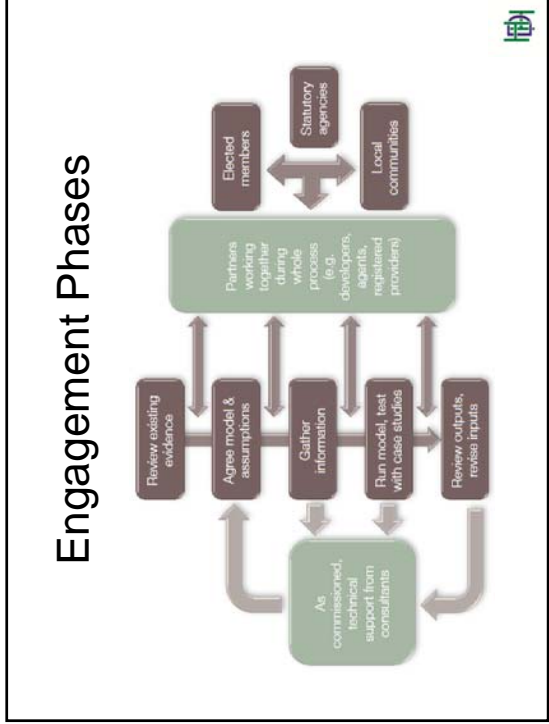 Engagement Phases
Review existing
evidence
Agree model &
assumptions
Gather
information
Run model, test
with case studies
Review outputs,
revise inputs
As
commissioned,
technical
support from
consultants
Partners
working
together
during
whole
process
(e.g.
developers,
agents,
registered
providers)
Elected
members
Statutory
agencies
Local
communities